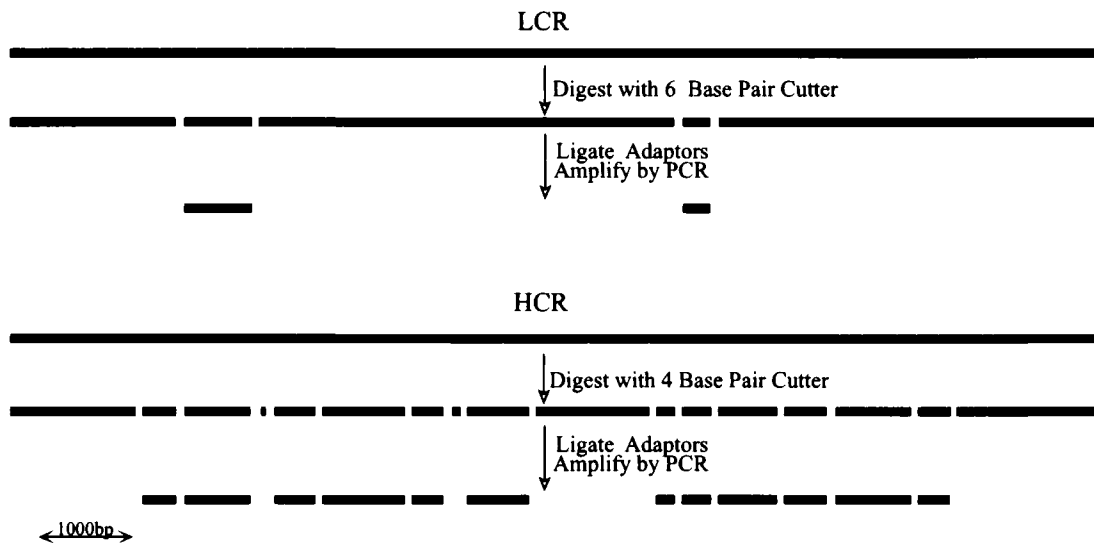 LCR
Digest with 6 Base Pair Cutter
Ligate Adaptors
Amplify by PCR
HCR
Digest with 4 Base Pair Cutter
Ligate Adaptors
Amplify by PCR
1000bp